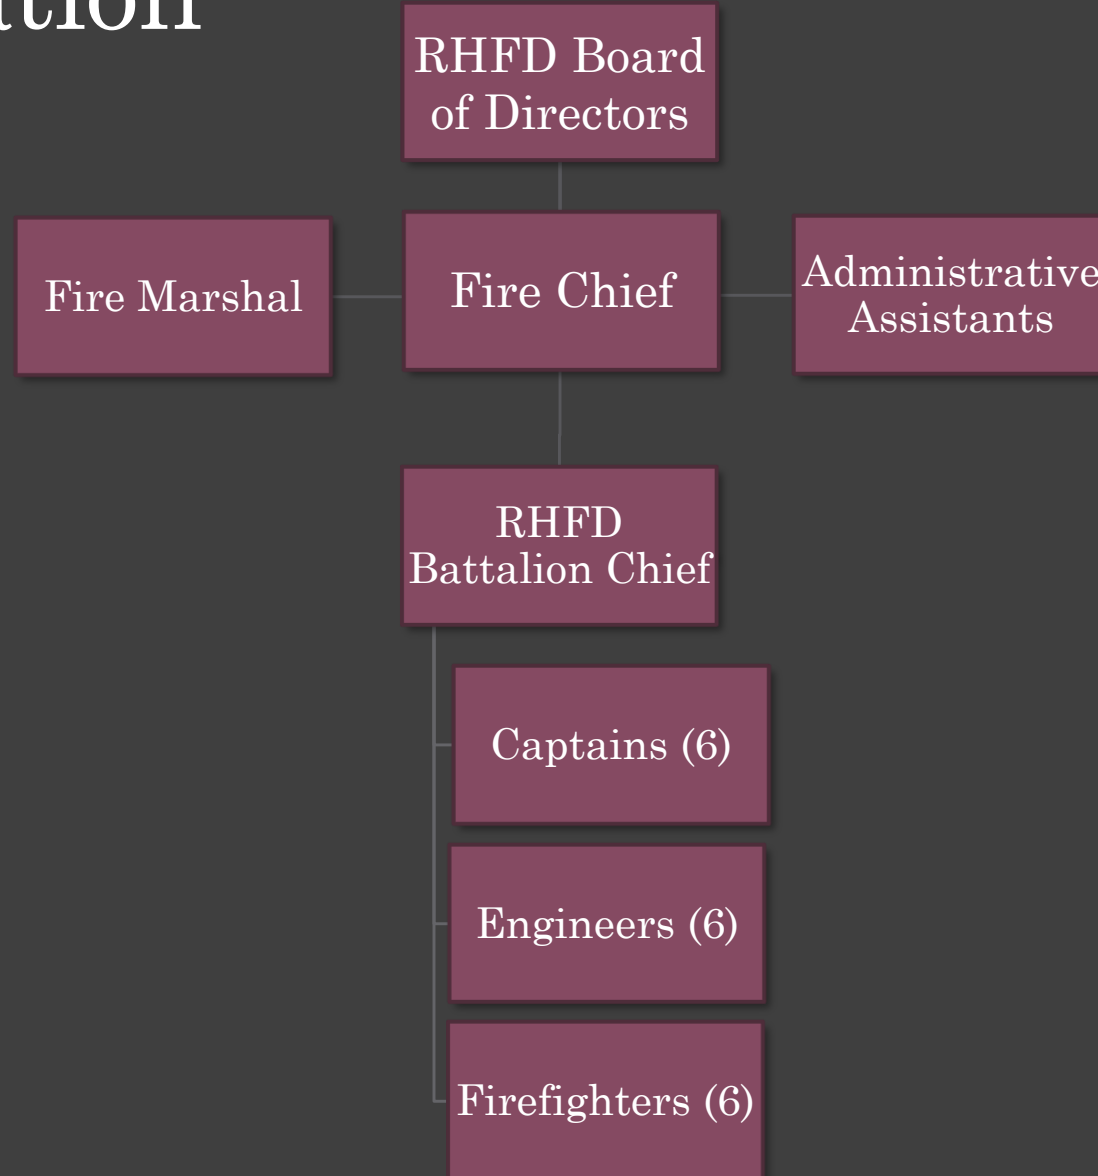 RHFD Board
of Directors
Fire Marshal
Fire Chief
Administrative
Assistants
RHFD
Battalion Chief
Captains (6)
Engineers (6)
Firefighters (6)